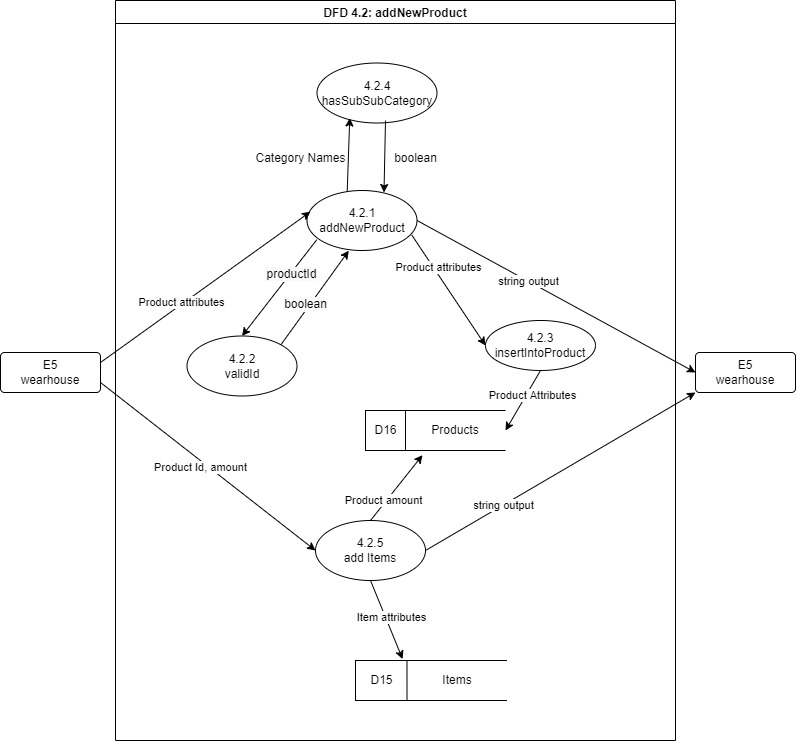 DFD 4.2: addNewProduct
4.2.4
hasSubSubCategory
Category Names
boolean
4.2.1
addNewProduct
productId
Product attributes
string output
Product attributes
boolean
4.2.3
insertIntoProduct
4.2.2
validId
E5
wearhouse
E5
wearhouse
Product Attributes
D16
Products
Product Id, amount
Product amount
string output
4.2.5
add Items
Item attributes
D15
Items